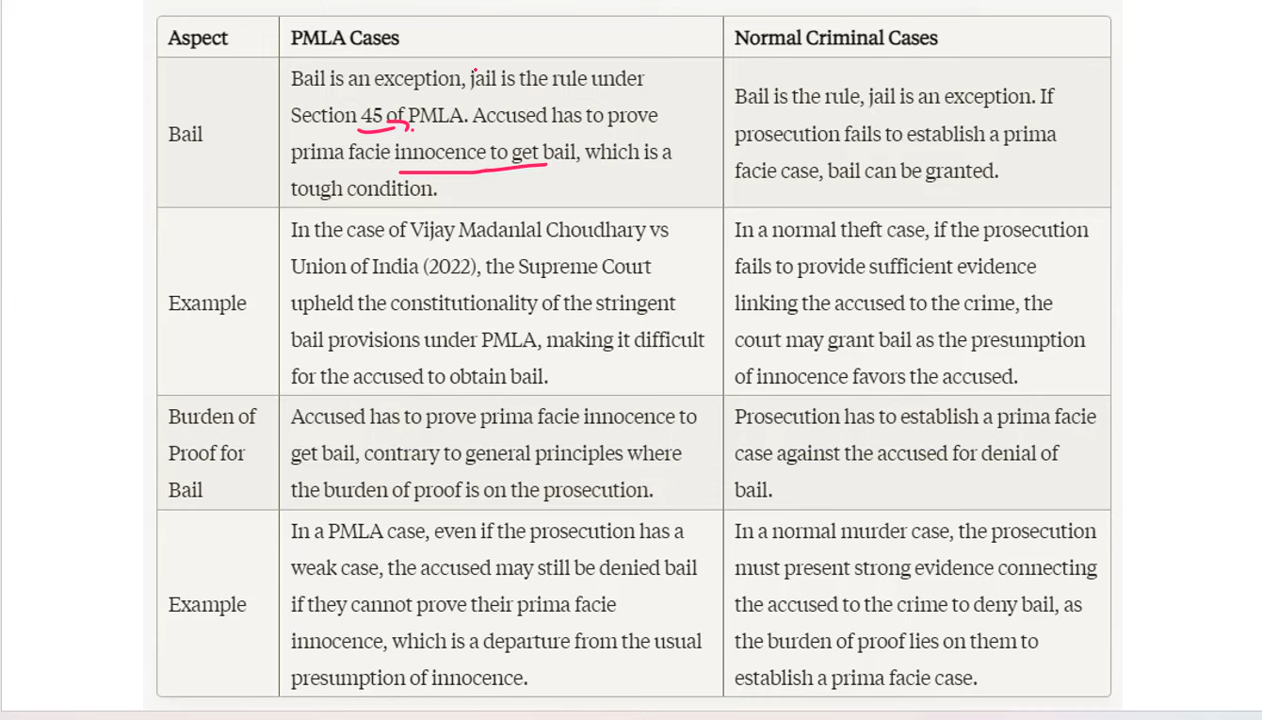 Aspect
PMLA Cases
Normal Criminal Cases
Bail
Bail is an exception, jail is the rule under
Section 45 of PMLA. Accused has to prove
prima facie innocence to get bail, which is a
tough condition.
Bail is the rule, jail is an exception. If
prosecution fails to establish a prima
facie case, bail can be granted.
Example
In the case of Vijay Madanlal Choudhary vs
Union of India (2022), the Supreme Court
upheld the constitutionality of the stringent
bail provisions under PMLA, making it difficult
for the accused to obtain bail.
In a normal theft case, if the prosecution
fails to provide sufficient evidence
linking the accused to the crime, the
court may grant bail as the presumption
of innocence favors the accused.
Burden of
Proof for
Bail
Accused has to prove prima facie innocence to
get bail, contrary to general principles where
the burden of proof is on the prosecution.
Prosecution has to establish a prima facie
case against the accused for denial of
bail.
Example
In a PMLA case, even if the prosecution has a
weak case, the accused may still be denied bail
if they cannot prove their prima facie
innocence, which is a departure from the usual
presumption of innocence.
In a normal murder case, the prosecution
must present strong evidence connecting
the accused to the crime to deny bail, as
the burden of proof lies on them to
establish a prima facie case.